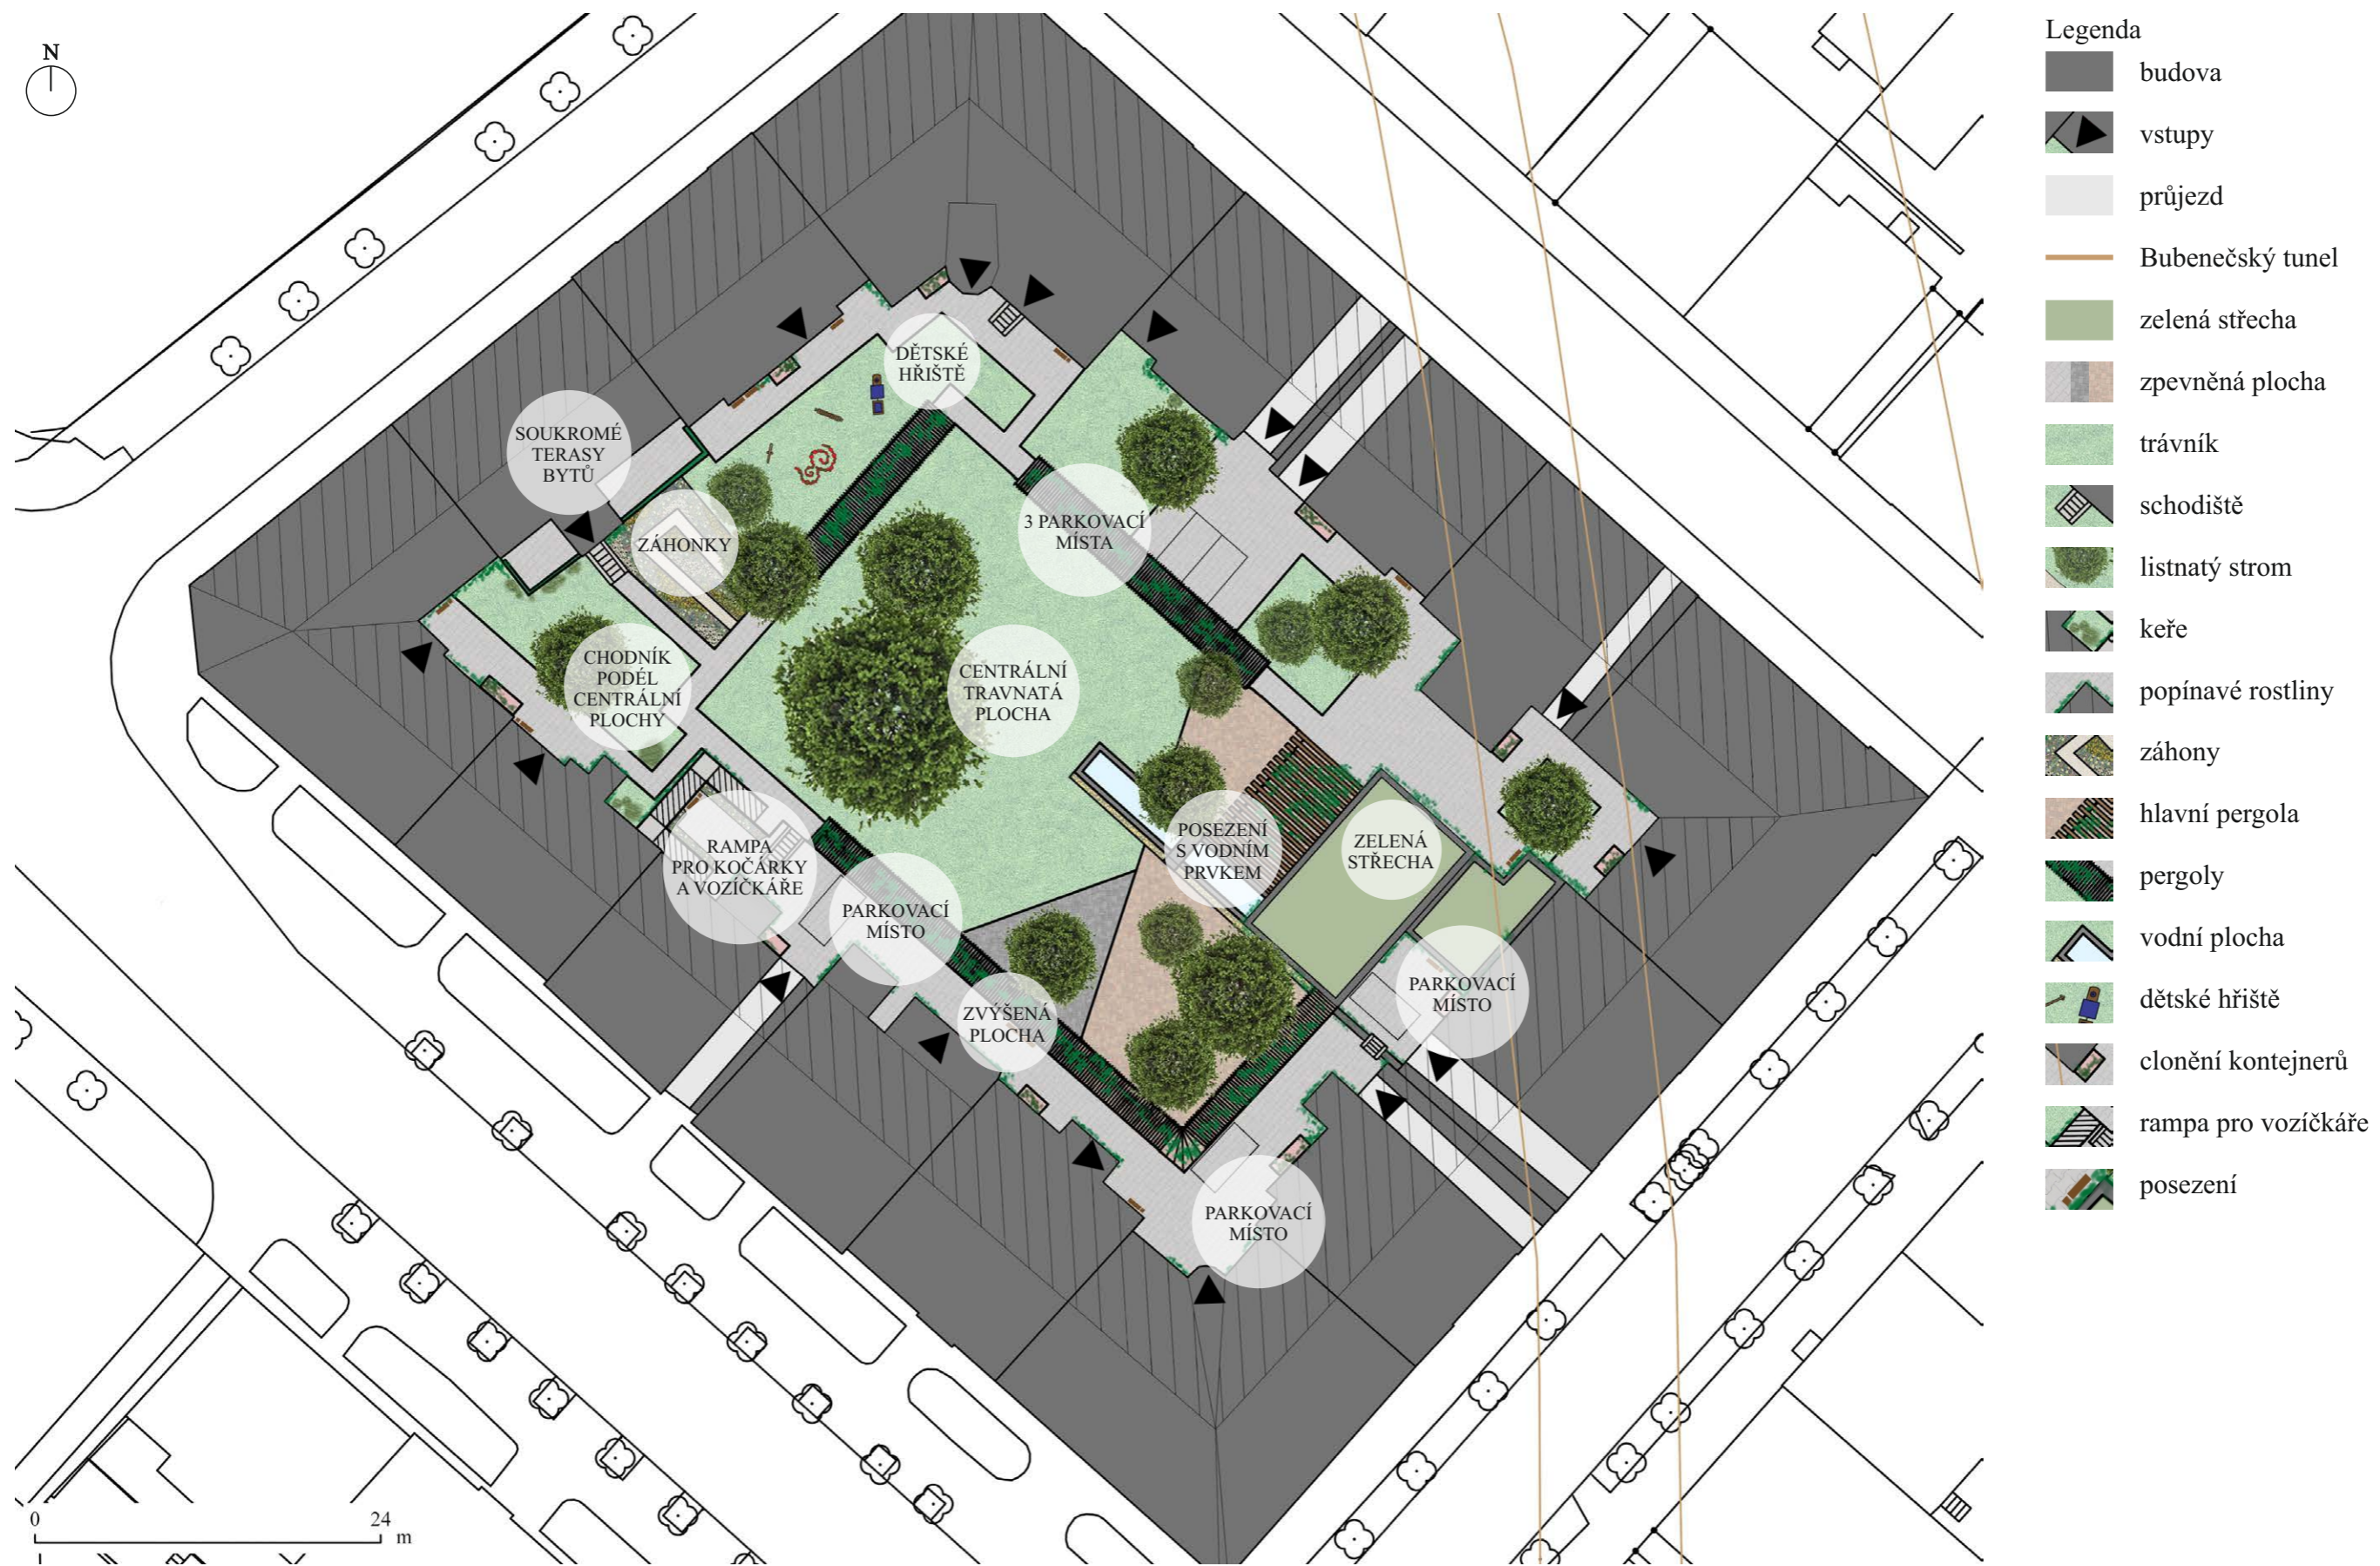 N
DĚTSKÉ
HŘIŠTĚ
SOUKROMÉ
TERASY
BYTŮ
ZÁHONKY
3 PARKOVACÍ
MÍSTA
CHODNÍK
PODÉL
CENTRÁLNÍ
PLOCHY
CENTRÁLNÍ
TRAVNATÁ
PLOCHA
RAMPA
PRO KOČÁRKY
A VOZÍČKÁŘE
POSEZENÍ
S VODNÍM
PRVKEM
ZELENÁ
STŘECHA
PARKOVACÍ
MÍSTO
ZVÝŠENÁ
PLOCHA
PARKOVACÍ
MÍSTO
PARKOVACÍ
MÍSTO
0 24 m
Legenda
budova
vstupy
průjezd
Bubenečský tunel
zelená střecha
zpevněná plocha
trávník
schodiště
listnatý strom
keře
popínavé rostliny
záhony
hlavní pergola
pergoly
vodní plocha
dětské hřiště
clonění kontejnerů
rampa pro vozíčkáře
posezení